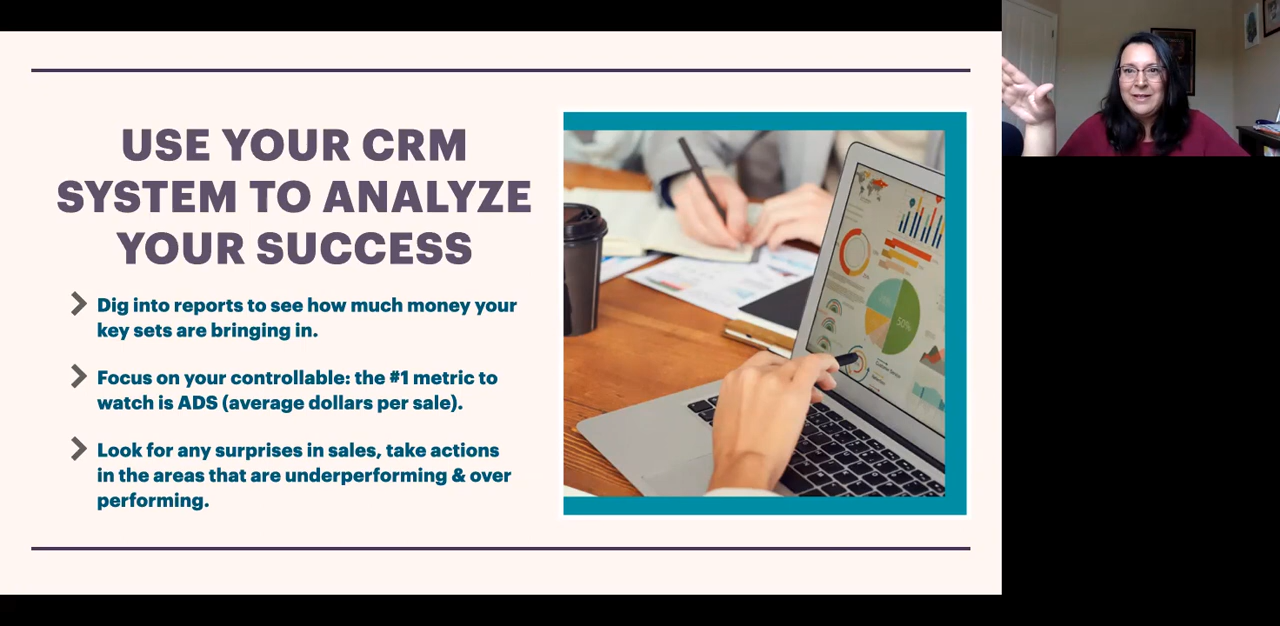 USE YOUR CRM
SYSTEM TO ANALYZE
YOUR SUCCESS
Dig into reports to see how much money your
key sets are bringing in.
Focus on your controllable: the #1 metric to
watch is ADS (average dollars per sale).
Look for any surprises in sales, take actions
in the areas that are underperforming & over
performing.
50%